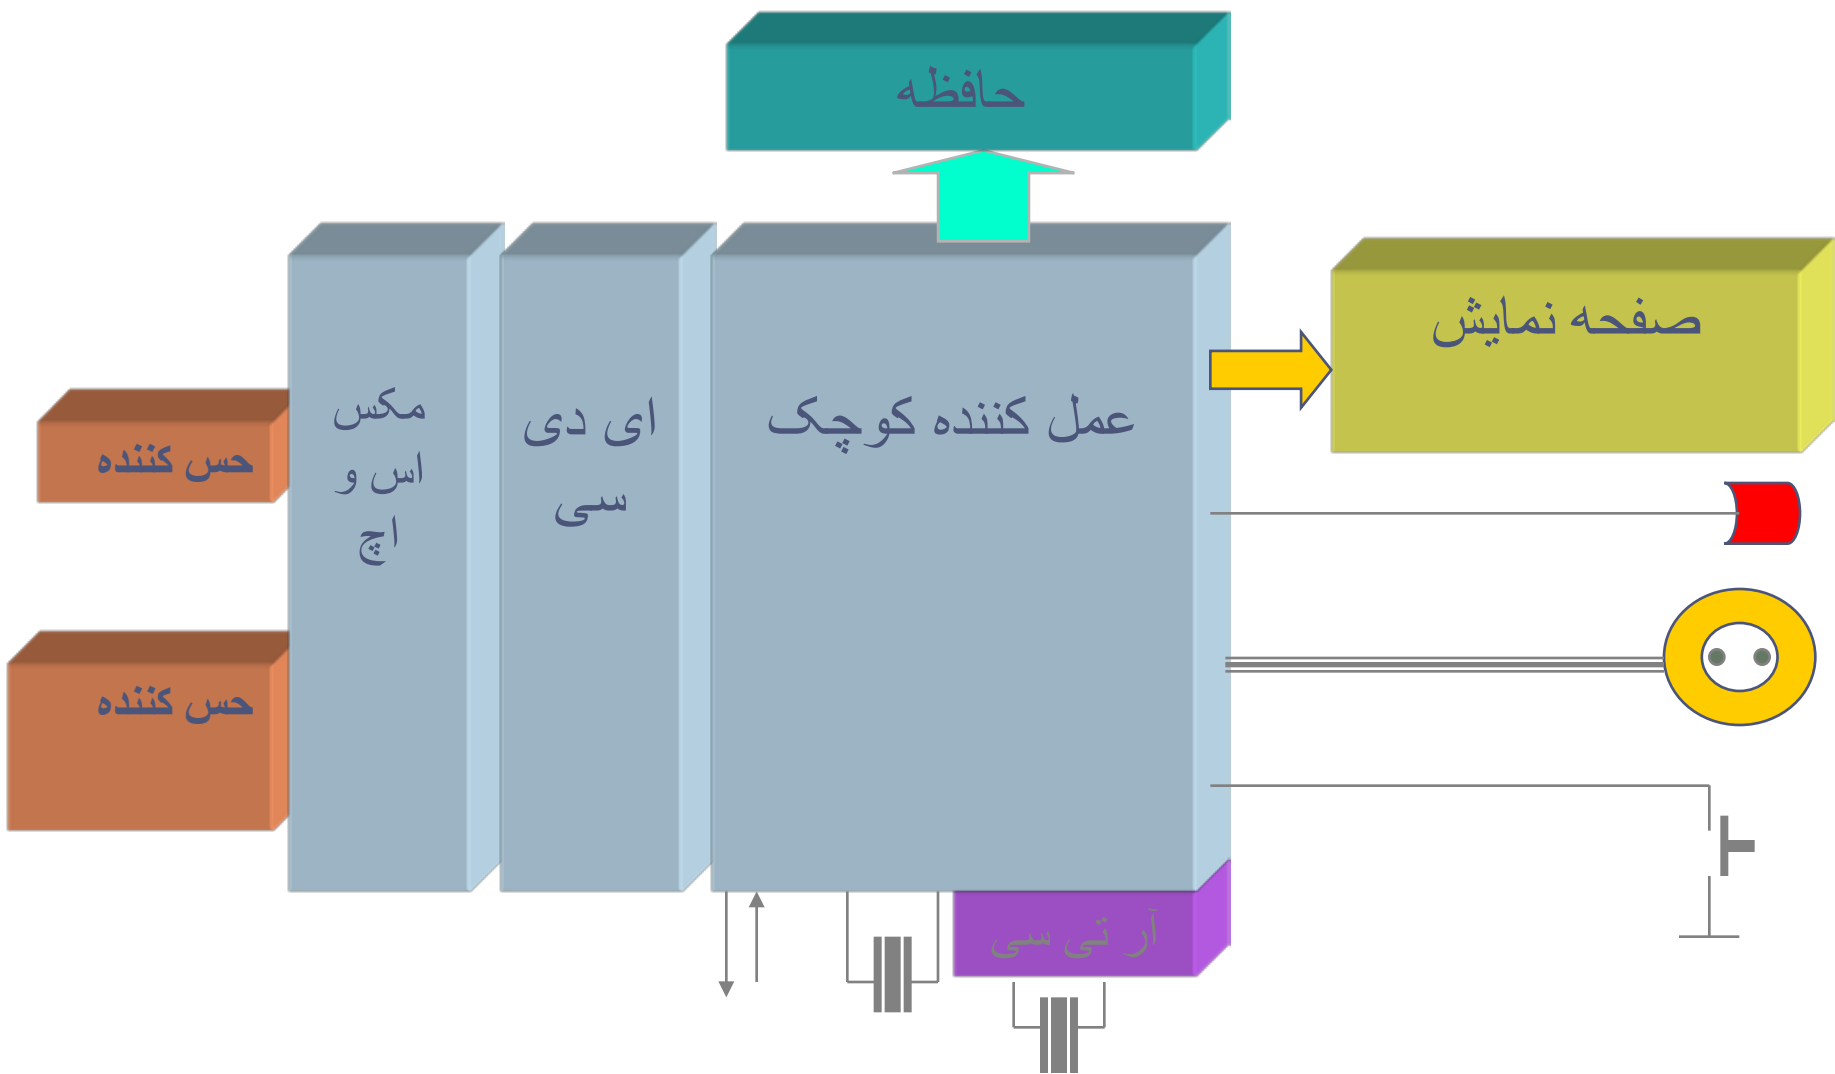 حافظه
صفحه نمایش
عمل کننده کوچک
ای دی
سی
مکس
اس و
اچ
حس کننده
حس کننده
آر تی سی